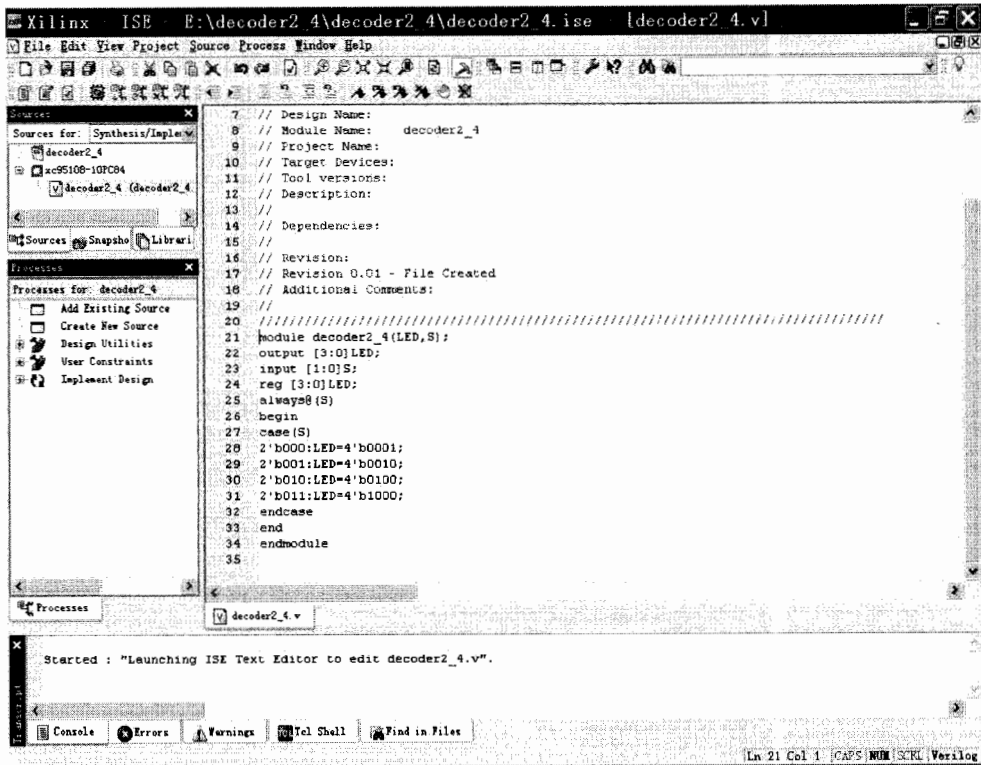 Xilinx - ISE - E:\decoder2_4\decoder2_4\decoder2_4.ise - [decoder2_4.v]
File Edit View Project Source Process Window Help
Sources
Sources for: Synthesis/Implem
decoder2_4
xc95108-10PC84
decoder2_4 (decoder2_4.
Sources Snapsho Librari
Processes
Processes for: decoder2_4
Add Existing Source
Create New Source
Design Utilities
User Constraints
Implement Design
Processes
7 // Design Name:
8 // Module Name: decoder2_4
9 // Project Name:
10 // Target Devices:
11 // Tool versions:
12 // Description:
13 //
14 // Dependencies:
15 //
16 // Revision:
17 // Revision 0.01 - File Created
18 // Additional Comments:
19 //
20 //////////////////////////////////////////////////////////////////////////////////
21 module decoder2_4(LED,S);
22 output [3:0]LED;
23 input [1:0]S;
24 reg [3:0]LED;
25 always@(S)
26 begin
27 case(S)
28 2'b000:LED=4'b0001;
29 2'b001:LED=4'b0010;
30 2'b010:LED=4'b0100;
31 2'b011:LED=4'b1000;
32 endcase
33 end
34 endmodule
35
decoder2_4.v
Started : "Launching ISE Text Editor to edit decoder2_4.v".
Transcript
Console Errors Warnings Tcl Shell Find in Files
Ln 21 Col 1 CAPS NUM SCRL Verilog